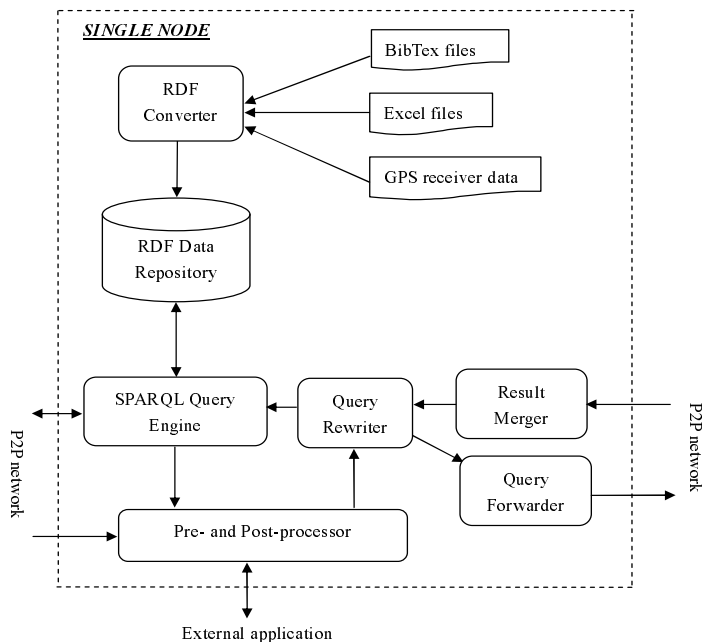 SINGLE NODE
BibTex files
RDF
Converter
Excel files
GPS receiver data
RDF Data
Repository
SPARQL Query
Engine
Query
Rewriter
Result
Merger
P2P network
P2P network
Query
Forwarder
Pre- and Post-processor
External application